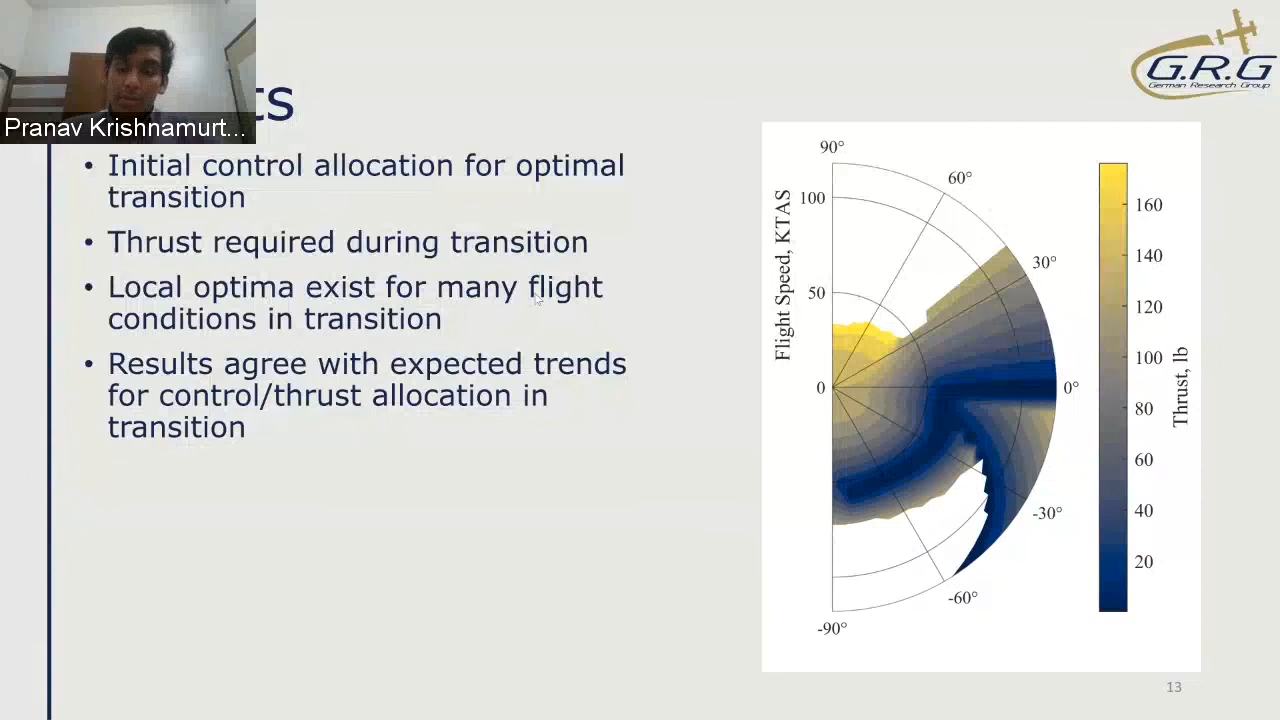 G.R.G
German Research Group
ts
Pranav Krishnamurt...
• Initial control allocation for optimal
transition
• Thrust required during transition
• Local optima exist for many flight
conditions in transition
• Results agree with expected trends
for control/thrust allocation in
transition
90°
60°
30°
0°
-30°
-60°
-90°
100
50
0
Flight Speed, KTAS
160
140
120
100
80
60
40
20
Thrust, lb
13